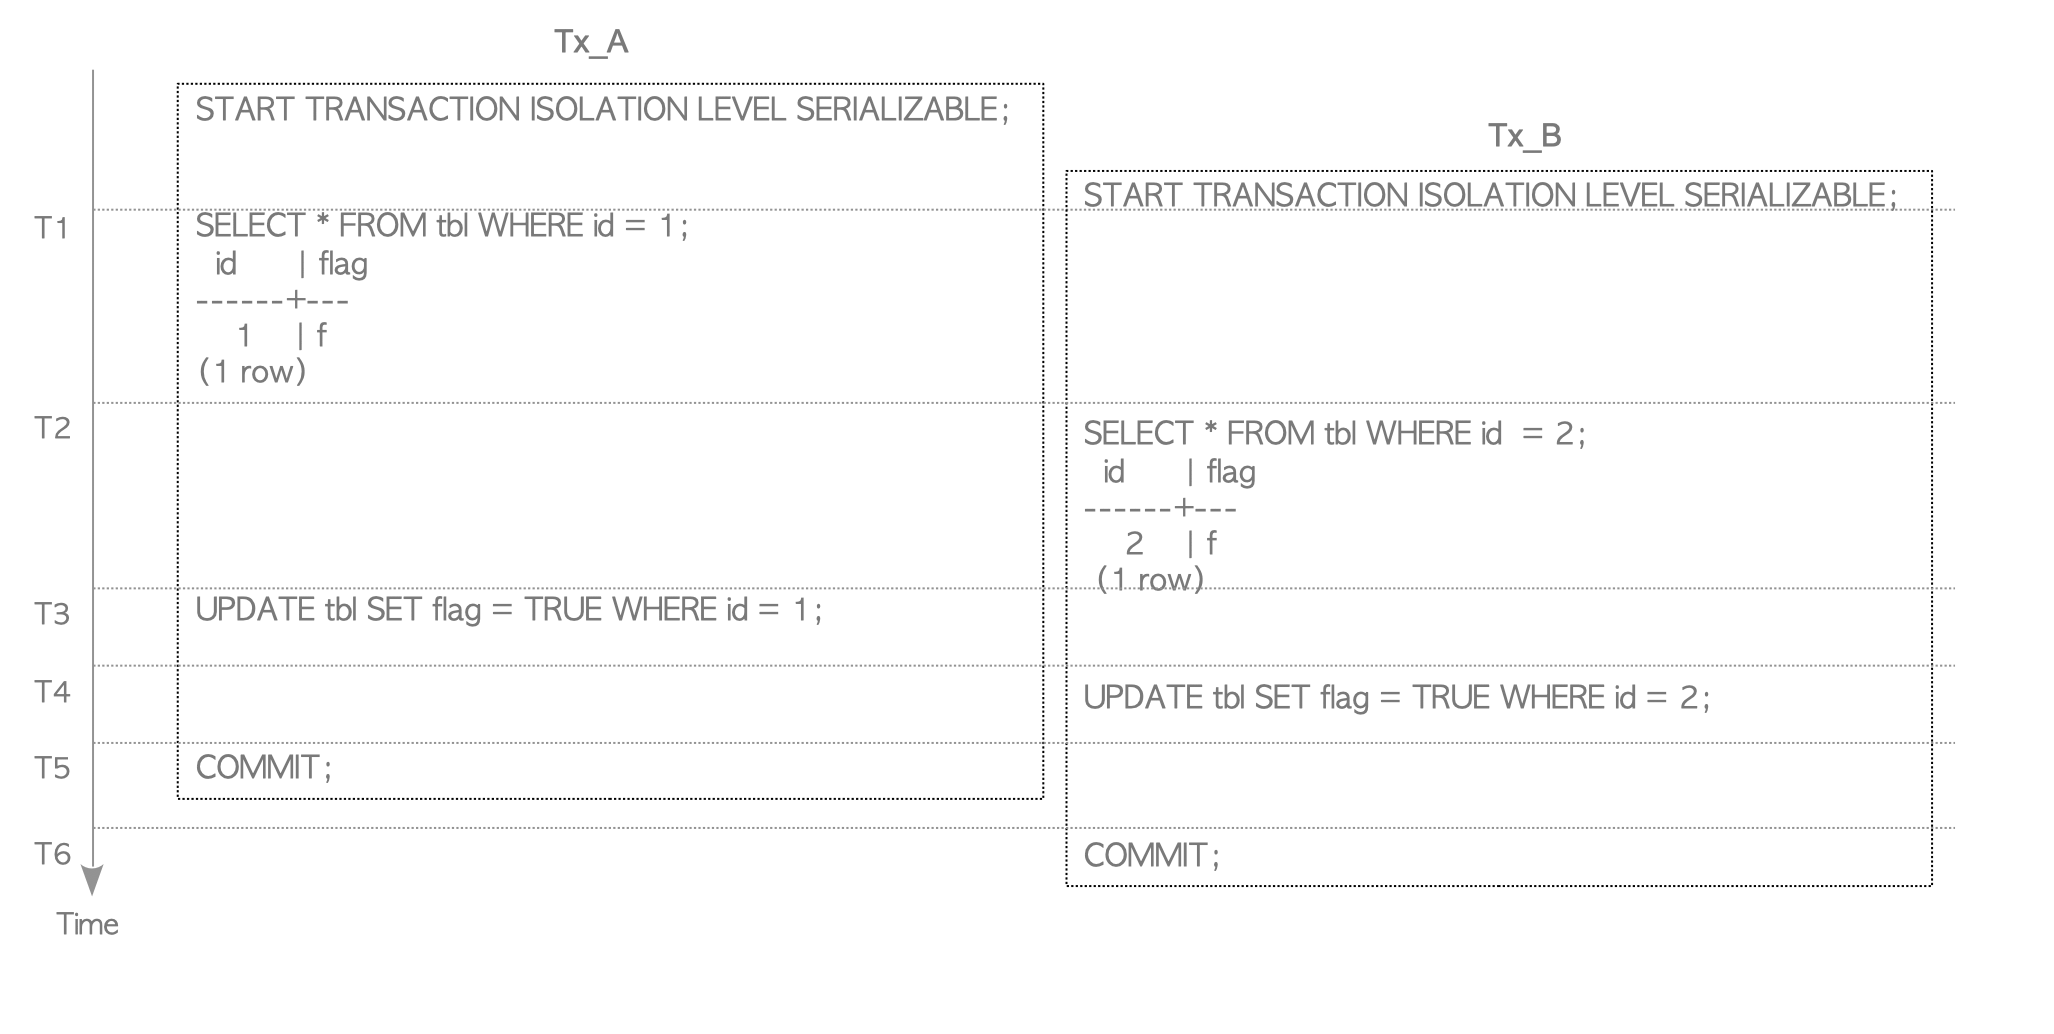 Tx_A
START TRANSACTION ISOLATION LEVEL SERIALIZABLE;
Tx_B
START TRANSACTION ISOLATION LEVEL SERIALIZABLE;
T1
SELECT * FROM tbl WHERE id = 1;
id | flag
------+---
1 | f
(1 row)
T2
SELECT * FROM tbl WHERE id = 2;
id | flag
------+---
2 | f
(1 row)
T3
UPDATE tbl SET flag = TRUE WHERE id = 1;
T4
UPDATE tbl SET flag = TRUE WHERE id = 2;
T5
COMMIT;
T6
COMMIT;
Time